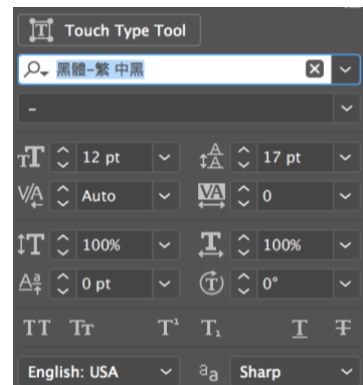 Touch Type Tool
黑體-繁 中黑
-
12 pt 17 pt
Auto 0
100% 100%
0 pt 0°
TT Tᴛ T¹ T₁ T T
English: USA aa Sharp